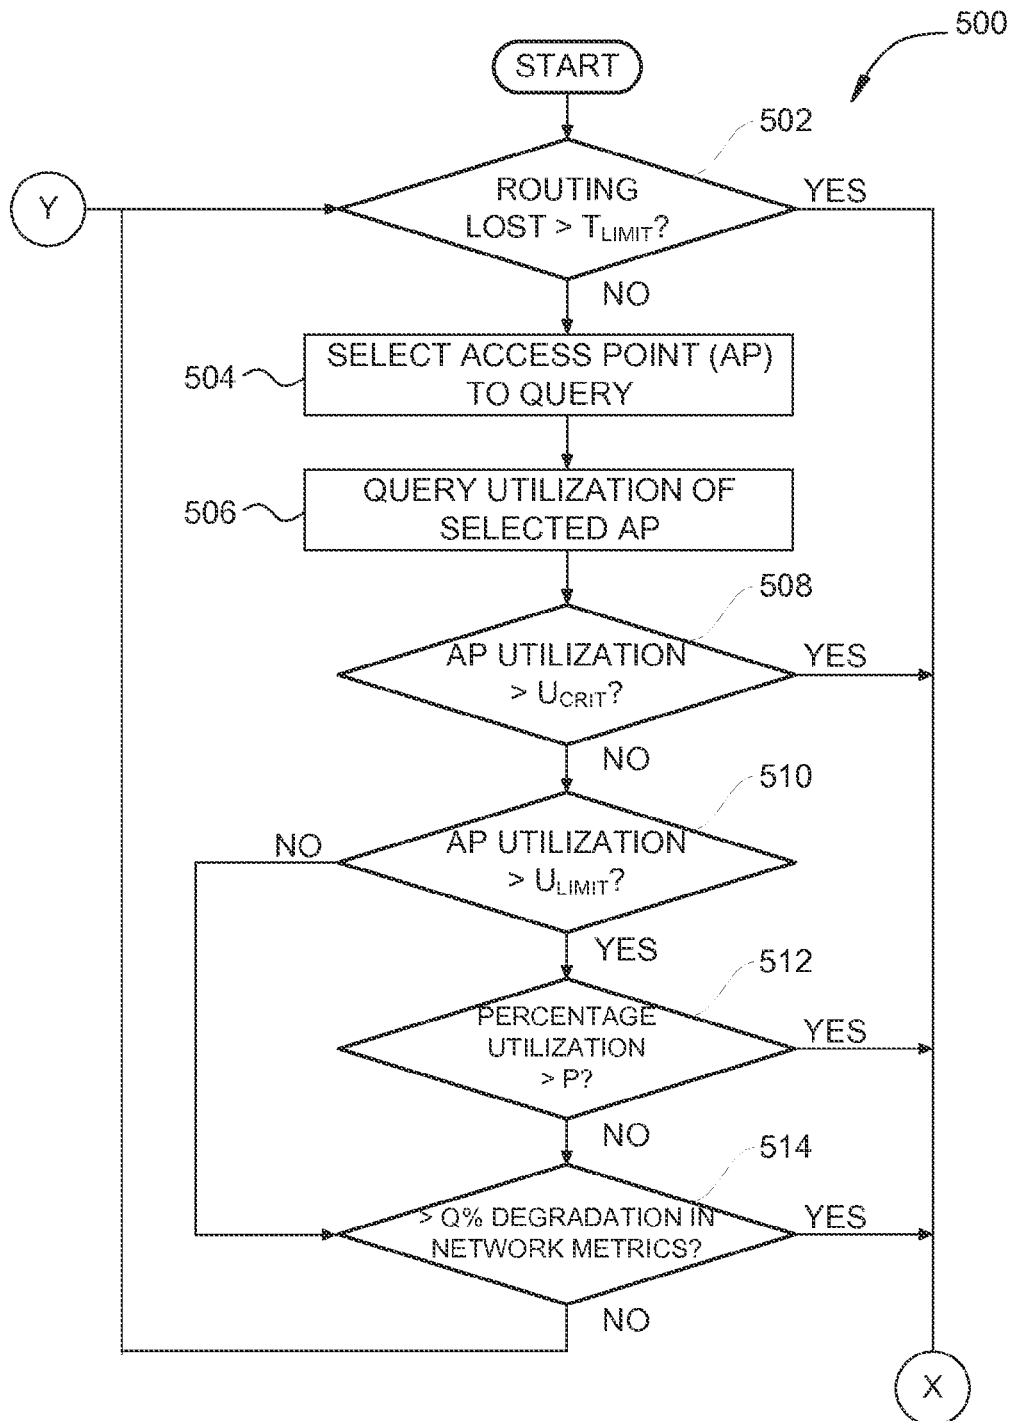 500
START
502
Y
ROUTING
LOST > TLIMIT?
YES
NO
504
SELECT ACCESS POINT (AP)
TO QUERY
506
QUERY UTILIZATION OF
SELECTED AP
508
AP UTILIZATION
> UCRIT?
YES
NO
510
NO
AP UTILIZATION
> ULIMIT?
YES
512
PERCENTAGE
UTILIZATION
> P?
YES
NO
514
> Q% DEGRADATION IN
NETWORK METRICS?
YES
NO
X